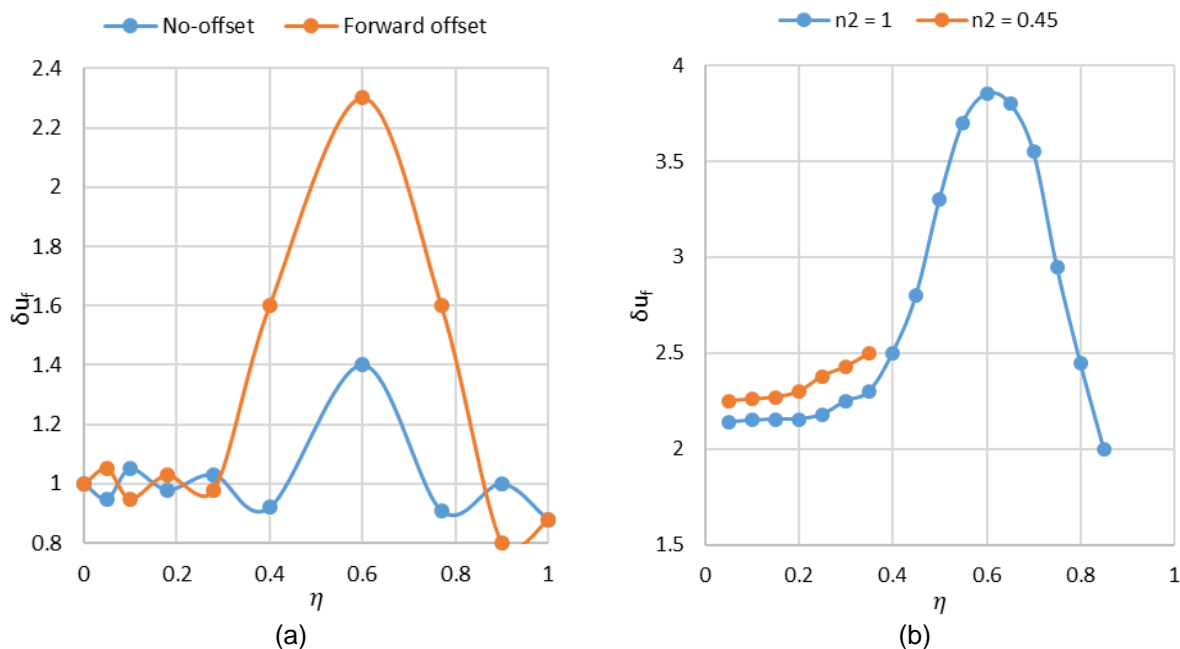 No-offset Forward offset
2.4
2.2
2
1.8
1.6
1.4
1.2
1
0.8
δu_f
0 0.2 0.4 0.6 0.8 1
η
(a)
n2 = 1 n2 = 0.45
4
3.5
3
2.5
2
1.5
δu_f
0 0.2 0.4 0.6 0.8 1
η
(b)